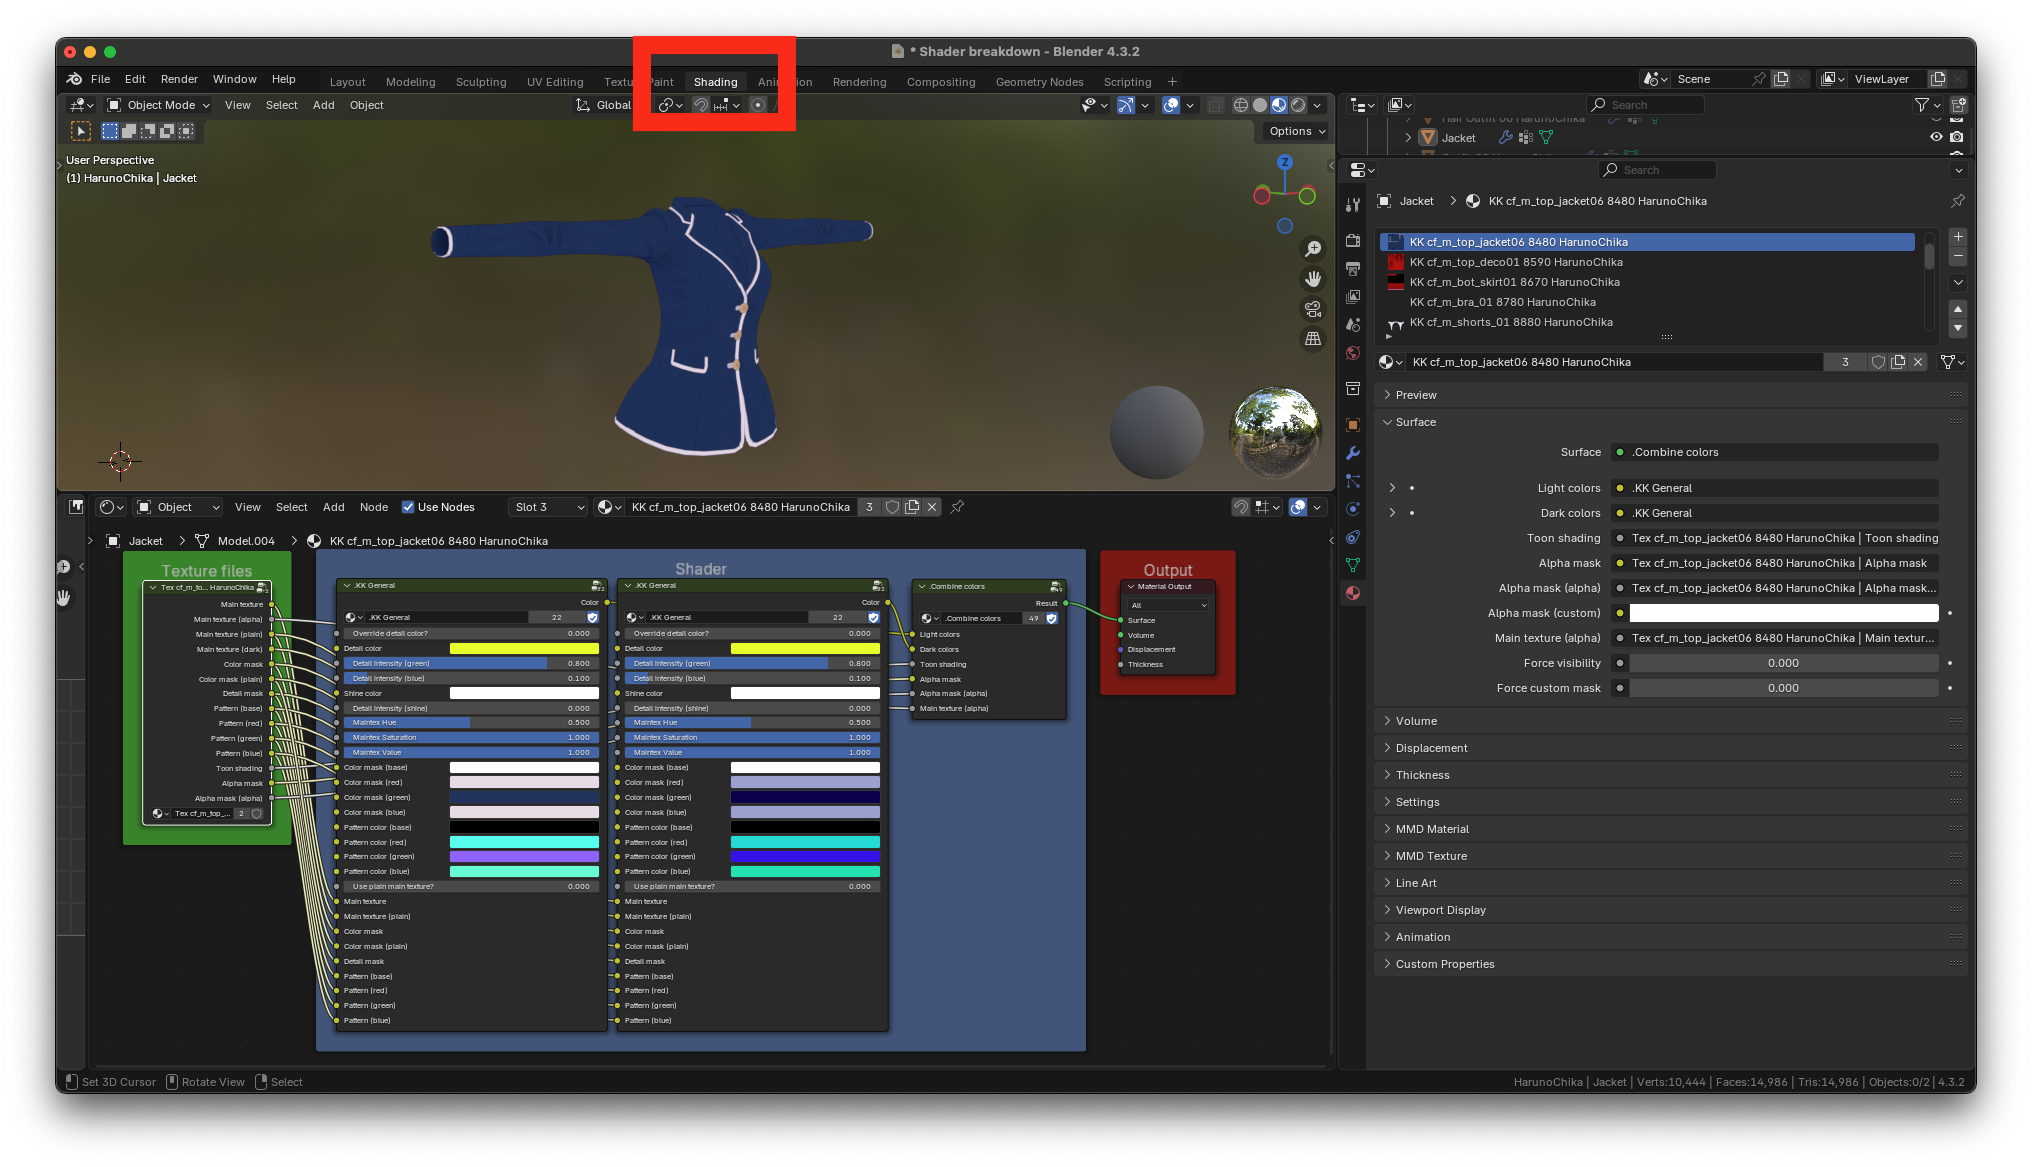 * Shader breakdown - Blender 4.3.2
File Edit Render Window Help Layout Modeling Sculpting UV Editing Texture Paint Shading Animation Rendering Compositing Geometry Nodes Scripting + Scene ViewLayer
Object Mode View Select Add Object Global Search
Options
User Perspective
(1) HarunoChika | Jacket
Z
Hair Outfit 00 HarunoChika
Jacket
Search
Jacket > KK cf_m_top_jacket06 8480 HarunoChika
KK cf_m_top_jacket06 8480 HarunoChika
KK cf_m_top_deco01 8590 HarunoChika
KK cf_m_bot_skirt01 8670 HarunoChika
KK cf_m_bra_01 8780 HarunoChika
KK cf_m_shorts_01 8880 HarunoChika
KK cf_m_top_jacket06 8480 HarunoChika 3
Preview
Surface
Surface .Combine colors
Light colors .KK General
Dark colors .KK General
Toon shading Tex cf_m_top_jacket06 8480 HarunoChika | Toon shading
Alpha mask Tex cf_m_top_jacket06 8480 HarunoChika | Alpha mask
Alpha mask (alpha) Tex cf_m_top_jacket06 8480 HarunoChika | Alpha mask...
Alpha mask (custom)
Main texture (alpha) Tex cf_m_top_jacket06 8480 HarunoChika | Main textur...
Force visibility 0.000
Force custom mask 0.000
Volume
Displacement
Thickness
Settings
MMD Material
MMD Texture
Line Art
Viewport Display
Animation
Custom Properties
Object View Select Add Node Use Nodes Slot 3 KK cf_m_top_jacket06 8480 HarunoChika 3
Jacket > Model.004 > KK cf_m_top_jacket06 8480 HarunoChika
Texture files
Tex cf_m_to... HarunoChika
Main texture
Main texture (alpha)
Main texture (plain)
Main texture (dark)
Color mask
Color mask (plain)
Detail mask
Pattern (base)
Pattern (red)
Pattern (green)
Pattern (blue)
Toon shading
Alpha mask
Alpha mask (alpha)
Tex cf_m_top_... 2
Shader
.KK General
Color
.KK General 22
Override detail color? 0.000
Detail color
Detail intensity (green) 0.800
Detail intensity (blue) 0.100
Shine color
Detail intensity (shine) 0.000
Maintex Hue 0.500
Maintex Saturation 1.000
Maintex Value 1.000
Color mask (base)
Color mask (red)
Color mask (green)
Color mask (blue)
Pattern color (base)
Pattern color (red)
Pattern color (green)
Pattern color (blue)
Use plain main texture? 0.000
Main texture
Main texture (plain)
Color mask
Color mask (plain)
Detail mask
Pattern (base)
Pattern (red)
Pattern (green)
Pattern (blue)
.KK General
Color
.KK General 22
Override detail color? 0.000
Detail color
Detail intensity (green) 0.800
Detail intensity (blue) 0.100
Shine color
Detail intensity (shine) 0.000
Maintex Hue 0.500
Maintex Saturation 1.000
Maintex Value 1.000
Color mask (base)
Color mask (red)
Color mask (green)
Color mask (blue)
Pattern color (base)
Pattern color (red)
Pattern color (green)
Pattern color (blue)
Use plain main texture? 0.000
Main texture
Main texture (plain)
Color mask
Color mask (plain)
Detail mask
Pattern (base)
Pattern (red)
Pattern (green)
Pattern (blue)
.Combine colors
Result
.Combine colors 49
Light colors
Dark colors
Toon shading
Alpha mask
Alpha mask (alpha)
Main texture (alpha)
Output
Material Output
All
Surface
Volume
Displacement
Thickness
Set 3D Cursor Rotate View Select HarunoChika | Jacket | Verts:10,444 | Faces:14,986 | Tris:14,986 | Objects:0/2 | 4.3.2